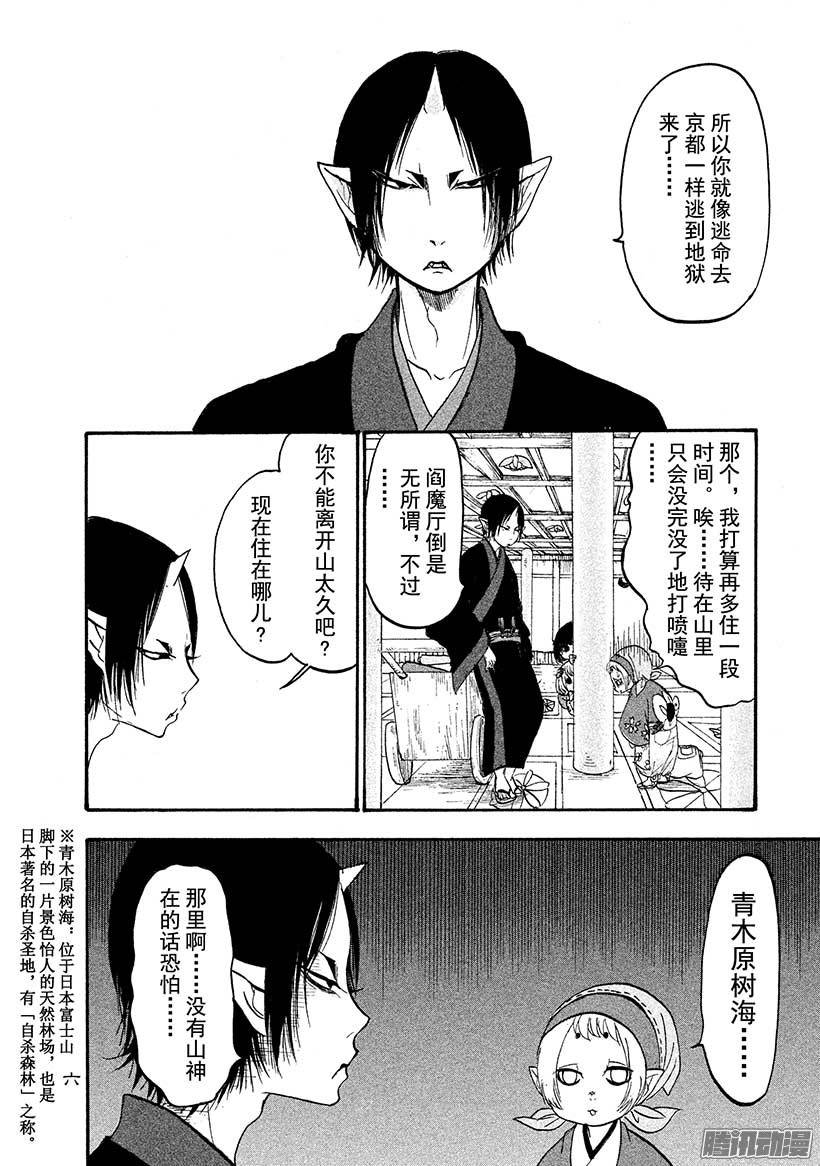 所以你就像逃命去
京都一样逃到地狱
来了……
那个，我打算再多住一段
时间。唉……待在山里
只会没完没了地打喷嚏
……
阎魔厅倒是
无所谓，不过
……
你不能离开山太久吧？
现在住在哪儿？
……
青木原树海……
那里啊……没有山神
在的话恐怕……
※青木原树海：位于日本富士山
脚下的一片景色怡人的天然林场，也是
日本著名的自杀圣地，有「自杀森林」之称。
六
腾讯动漫